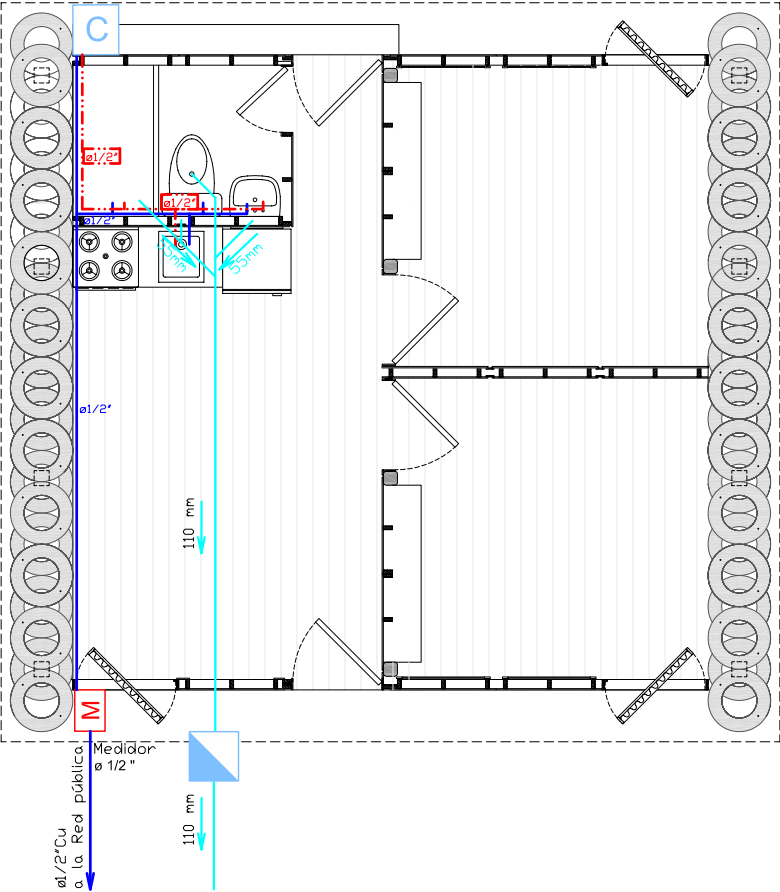 C
ø1/2"
ø1/2"
ø1/2"
55mm
ø1/2"
110 mm
M
Medidor
ø 1/2 "
ø1/2"Cu
a la Red pública
110 mm